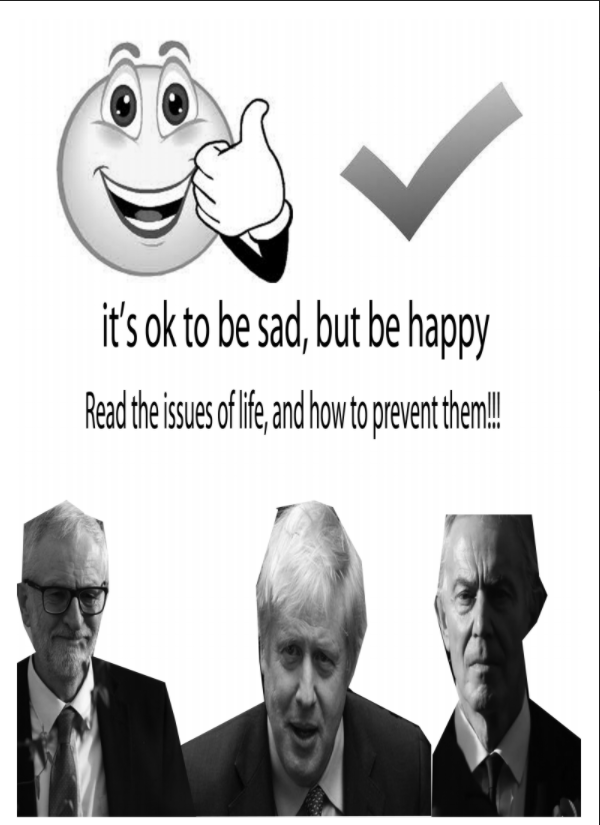 it's ok to be sad, but be happy
Read the issues of life, and how to prevent them!!!